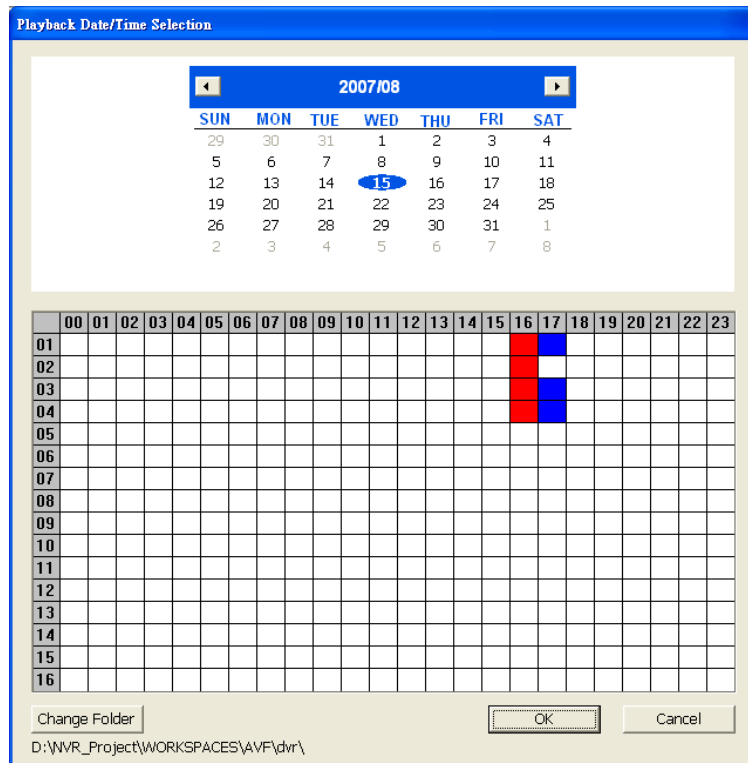 Playback Date/Time Selection
2007/08
SUN MON TUE WED THU FRI SAT
29 30 31 1 2 3 4
5 6 7 8 9 10 11
12 13 14 15 16 17 18
19 20 21 22 23 24 25
26 27 28 29 30 31 1
2 3 4 5 6 7 8
00 01 02 03 04 05 06 07 08 09 10 11 12 13 14 15 16 17 18 19 20 21 22 23
01
02
03
04
05
06
07
08
09
10
11
12
13
14
15
16
Change Folder OK Cancel
D:\NVR_Project\WORKSPACES\AVF\dvr\